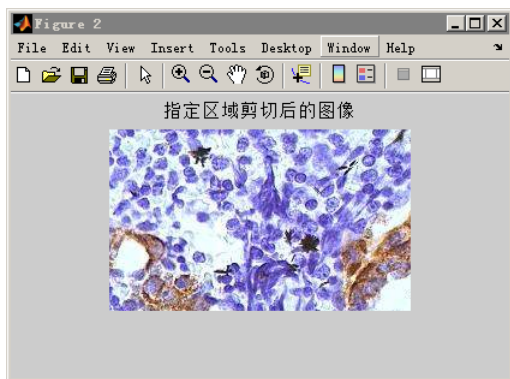 Figure 2
File Edit View Insert Tools Desktop Window Help
指定区域剪切后的图像